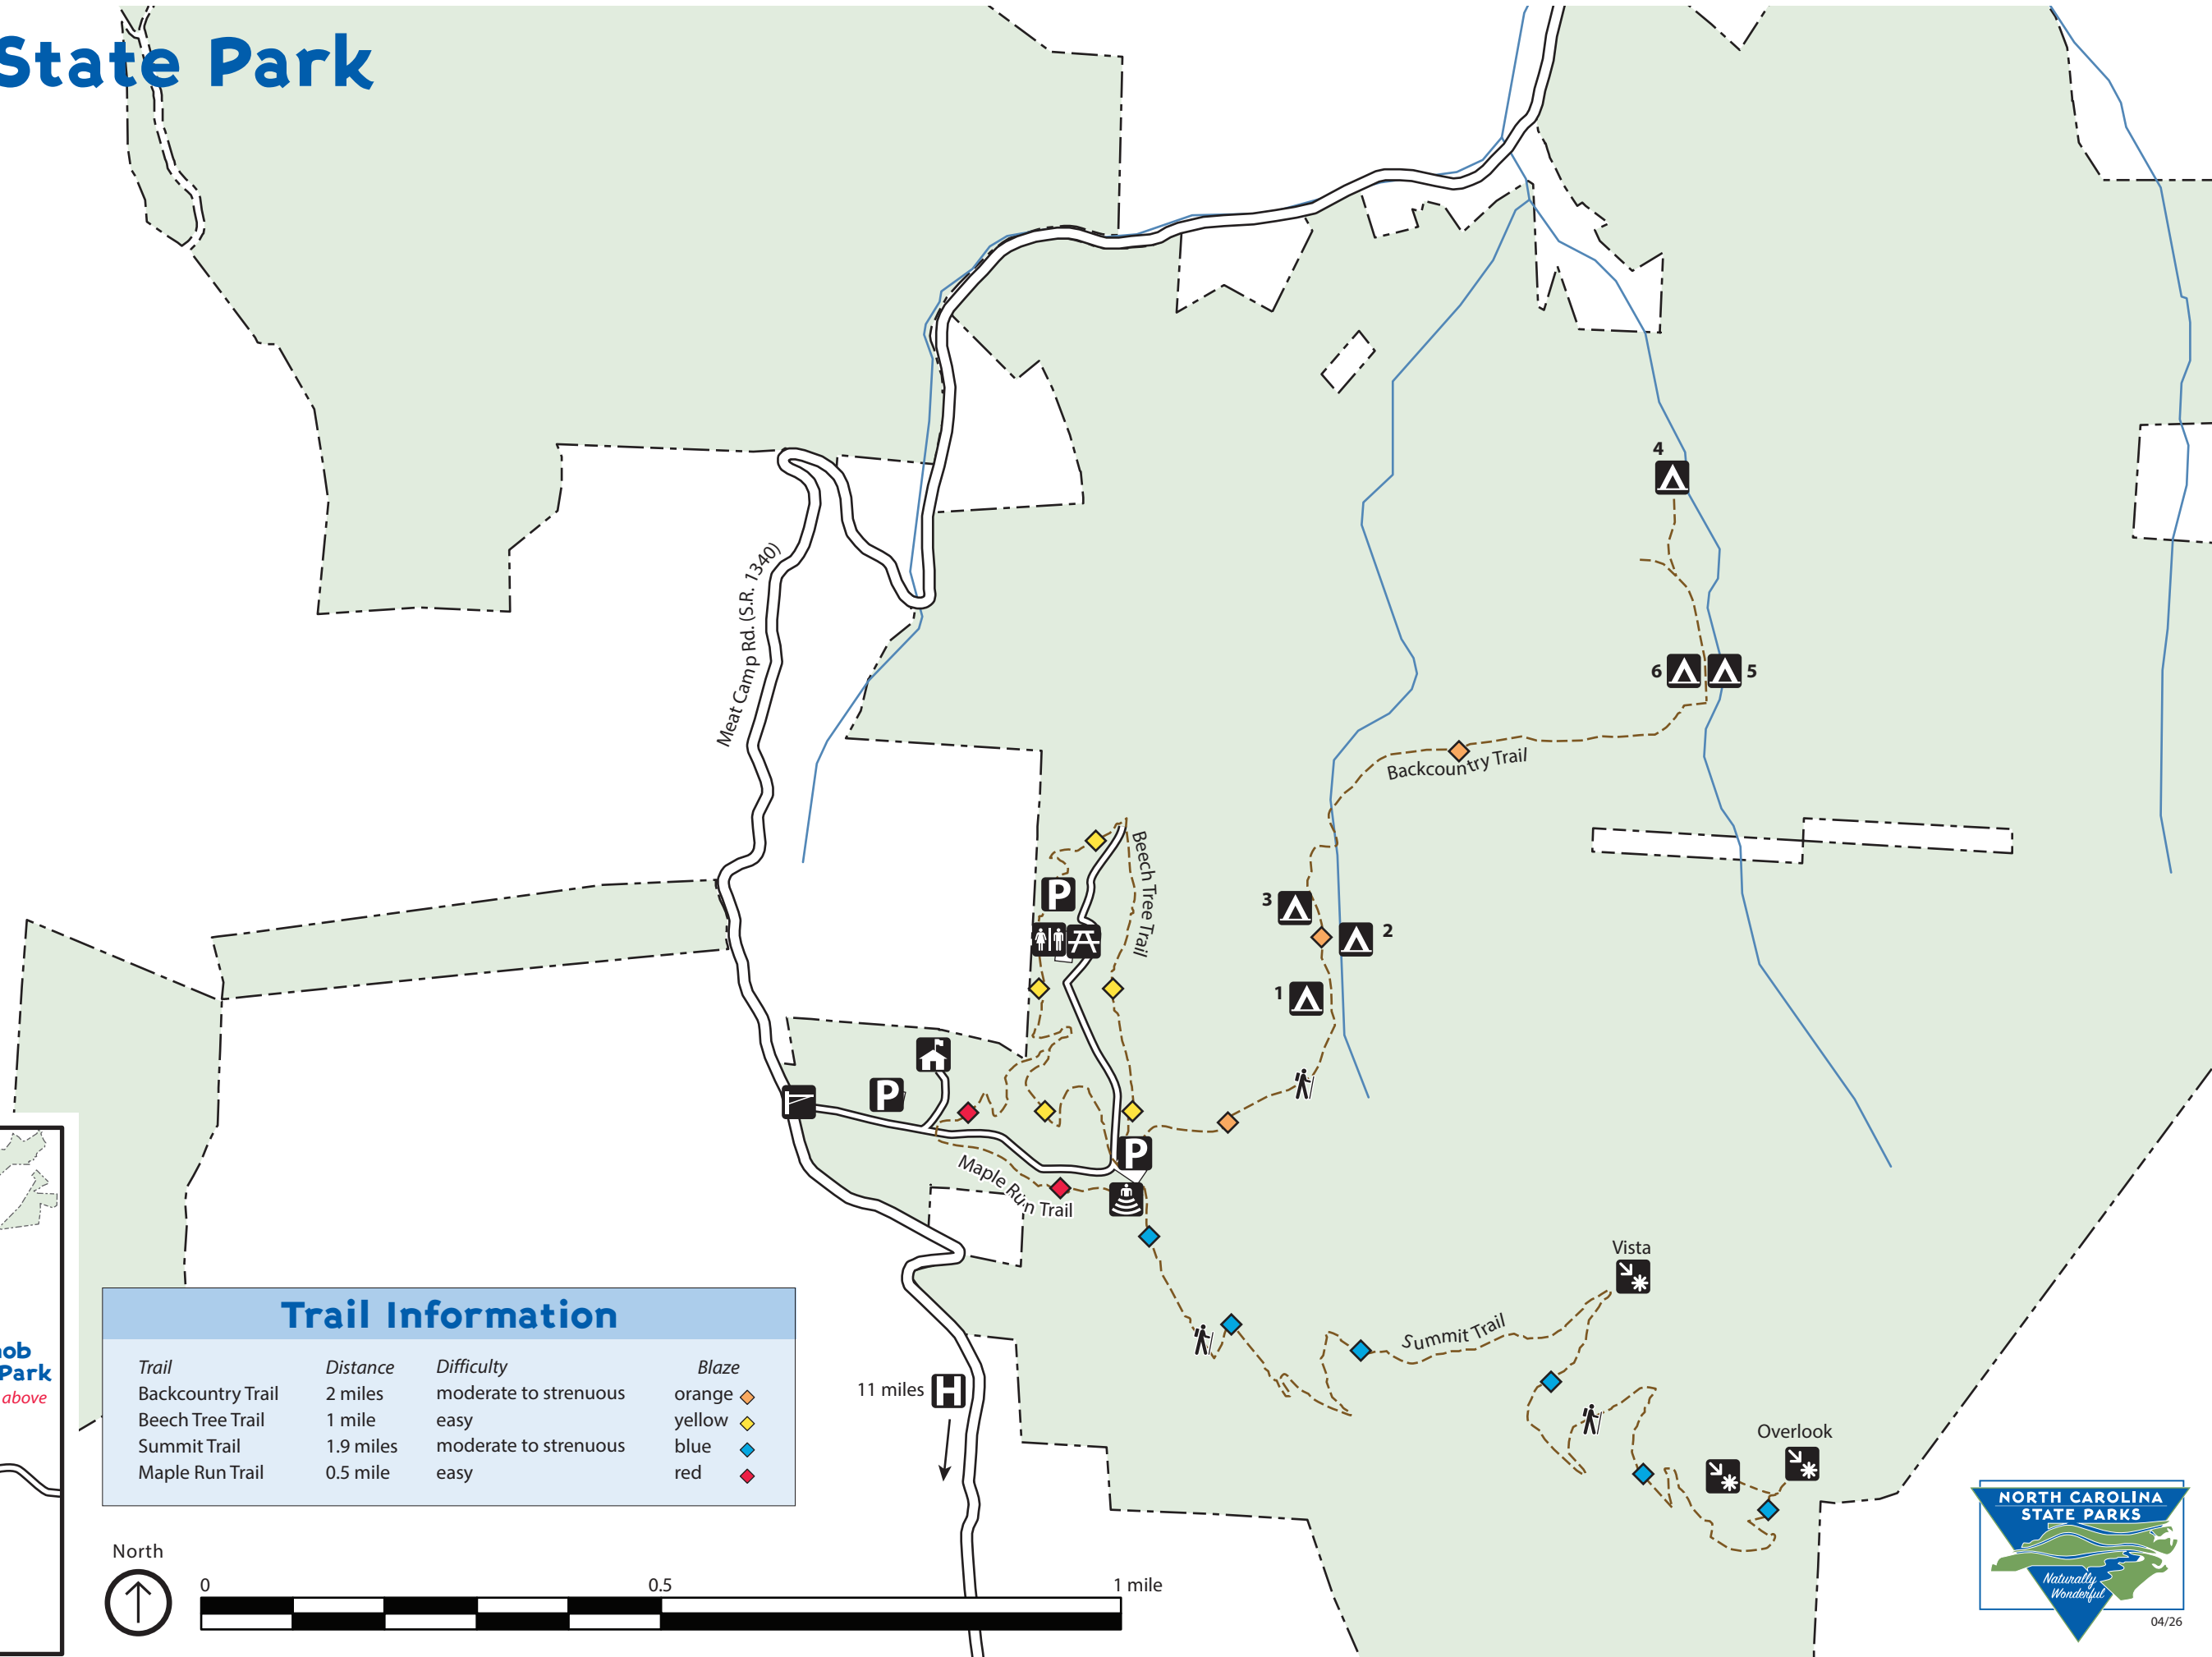 State Park
Meat Camp Rd. (S.R. 1340)
4
6
5
Backcountry Trail
Beech Tree Trail
P
3
2
1
P
P
Maple Run Trail
Vista
Summit Trail
Overlook
11 miles
H
Park
above
Trail Information
Trail Distance Difficulty Blaze
Backcountry Trail 2 miles moderate to strenuous orange
Beech Tree Trail 1 mile easy yellow
Summit Trail 1.9 miles moderate to strenuous blue
Maple Run Trail 0.5 mile easy red
North
0 0.5 1 mile
NORTH CAROLINA
STATE PARKS
Naturally
Wonderful
04/26